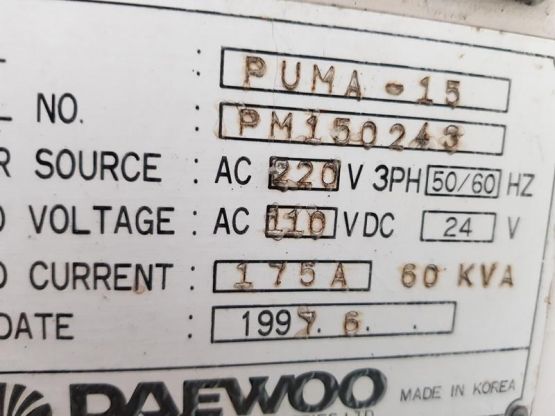 : PUMA-15
L NO. : PM150243
R SOURCE : AC 220 V 3PH 50/60 HZ
D VOLTAGE : AC 110 V DC 24 V
D CURRENT : 175A 60 KVA
DATE : 1997. 6. .
DAEWOO MADE IN KOREA